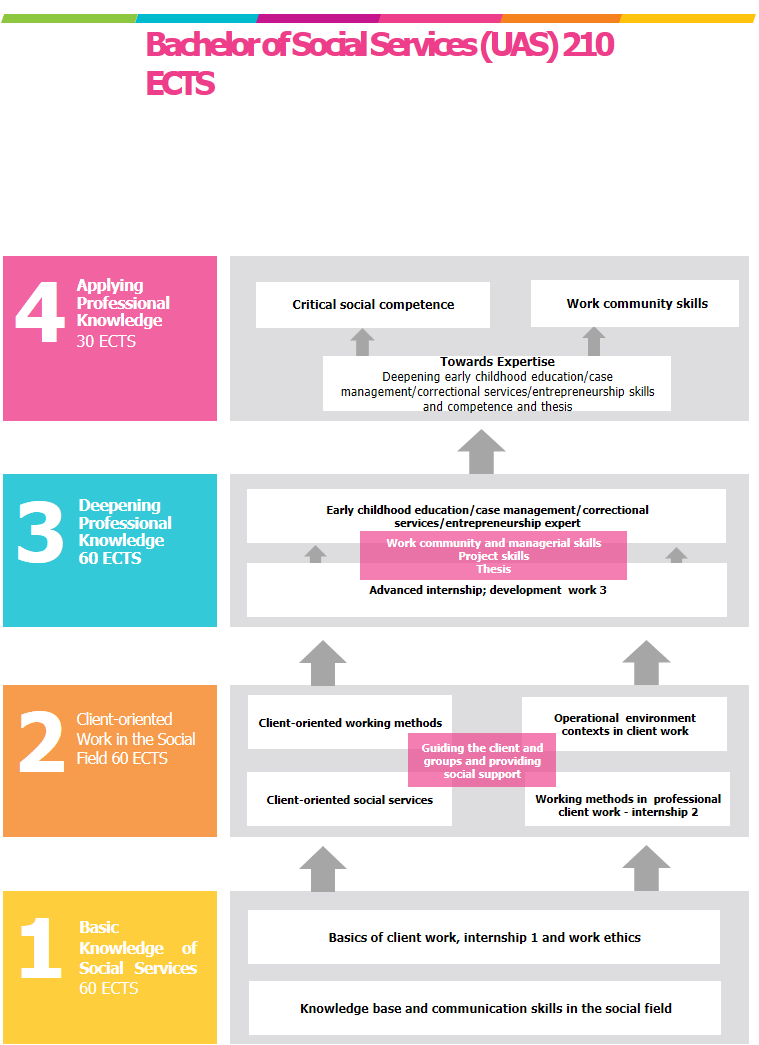 Bachelor of Social Services (UAS) 210
ECTS
4
Applying
Professional
Knowledge
30 ECTS
Critical social competence
Work community skills
Towards Expertise
Deepening early childhood education/case
management/correctional services/entrepreneurship skills
and competence and thesis
3
Deepening
Professional
Knowledge
60 ECTS
Early childhood education/case management/correctional
services/entrepreneurship expert
Work community and managerial skills
Project skills
Thesis
Advanced internship; development work 3
2
Client-oriented
Work in the Social
Field 60 ECTS
Client-oriented working methods
Operational environment
contexts in client work
Guiding the client and
groups and providing
social support
Client-oriented social services
Working methods in professional
client work - internship 2
1
Basic
Knowledge of
Social Services
60 ECTS
Basics of client work, internship 1 and work ethics
Knowledge base and communication skills in the social field